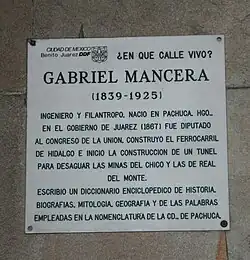 CIUDAD DE MEXICO
Benito Juarez DDF
¿EN QUE CALLE VIVO?
GABRIEL MANCERA
(1839-1925)
INGENIERO Y FILANTROPO, NACIO EN PACHUCA, HGO.,
EN EL GOBIERNO DE JUAREZ (1867) FUE DIPUTADO
AL CONGRESO DE LA UNION, CONSTRUYO EL FERROCARRIL
DE HIDALGO E INICIO LA CONSTRUCCION DE UN TUNEL
PARA DESAGUAR LAS MINAS DEL CHICO Y LAS DE REAL
DEL MONTE.
ESCRIBIO UN DICCIONARIO ENCICLOPEDICO DE HISTORIA,
BIOGRAFIAS, MITOLOGIA, GEOGRAFIA Y DE LAS PALABRAS
EMPLEADAS EN LA NOMENCLATURA DE LA CD., DE PACHUCA.